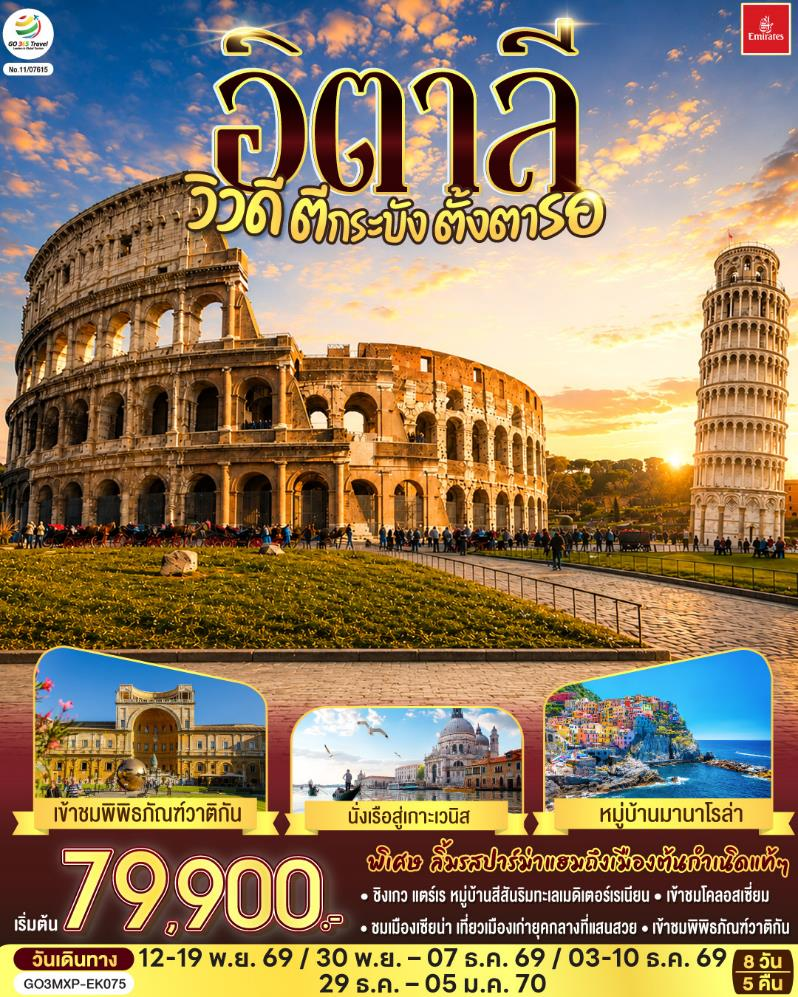 GO 365 Travel
No.11/07615
Emirates
อิตาลี
วิวดี ตีกระบัง ตั้งตารอ
เข้าชมพิพิธภัณฑ์วาติกัน
นั่งเรือสู่เกาะเวนิส
หมู่บ้านมานาโรล่า
เริ่มต้น 79,900.-
พิเศษ ลิ้มรสปาร์ม่าแฮมถึงเมืองต้นกำเนิดแท้ๆ
• ชิงเกว แตร์เร หมู่บ้านสีสันริมทะเลเมดิเตอร์เรเนียน • เข้าชมโคลอสเซี่ยม
• ชมเมืองเซียน่า เที่ยวเมืองเก่ายุคกลางที่แสนสวย • เข้าชมพิพิธภัณฑ์วาติกัน
วันเดินทาง 12-19 พ.ย. 69 / 30 พ.ย. – 07 ธ.ค. 69 / 03-10 ธ.ค. 69
29 ธ.ค. – 05 ม.ค. 70
GO3MXP-EK075
8 วัน
5 คืน